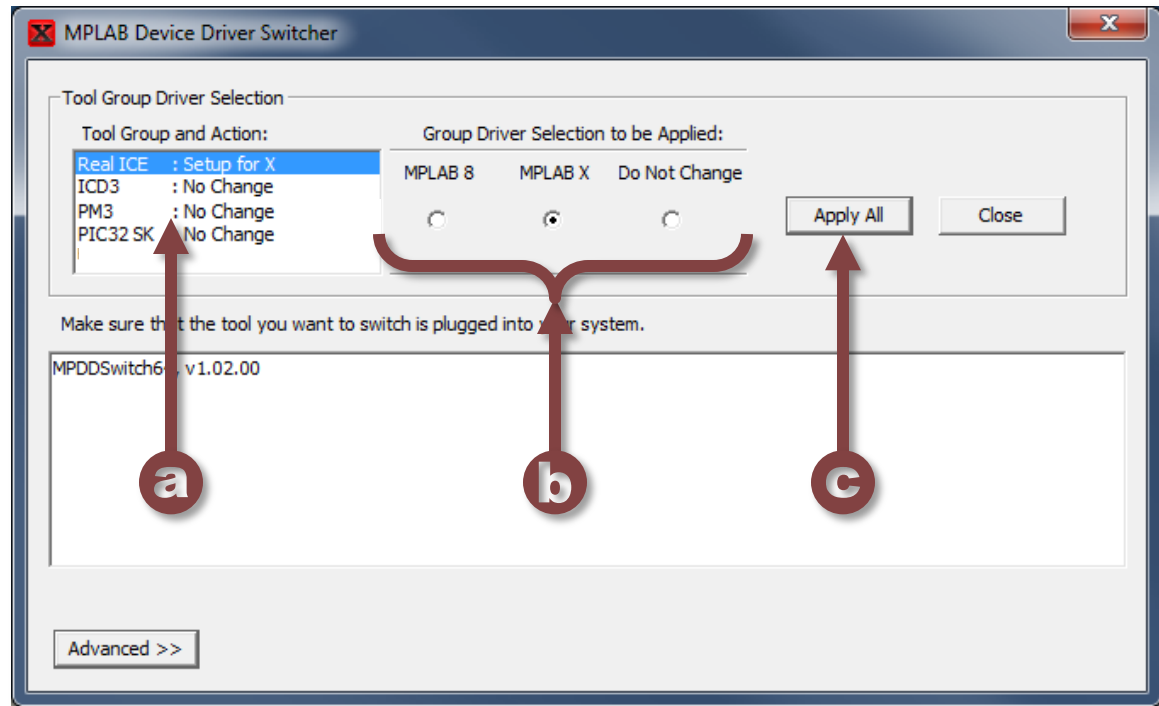 MPLAB Device Driver Switcher
X
Tool Group Driver Selection
Tool Group and Action:
Group Driver Selection to be Applied:
Real ICE : Setup for X
ICD3 : No Change
PM3 : No Change
PIC32 SK No Change
MPLAB 8 MPLAB X Do Not Change
Apply All
Close
Make sure that the tool you want to switch is plugged into your system.
MPDDSwitch64, v1.02.00
a
b
c
Advanced >>